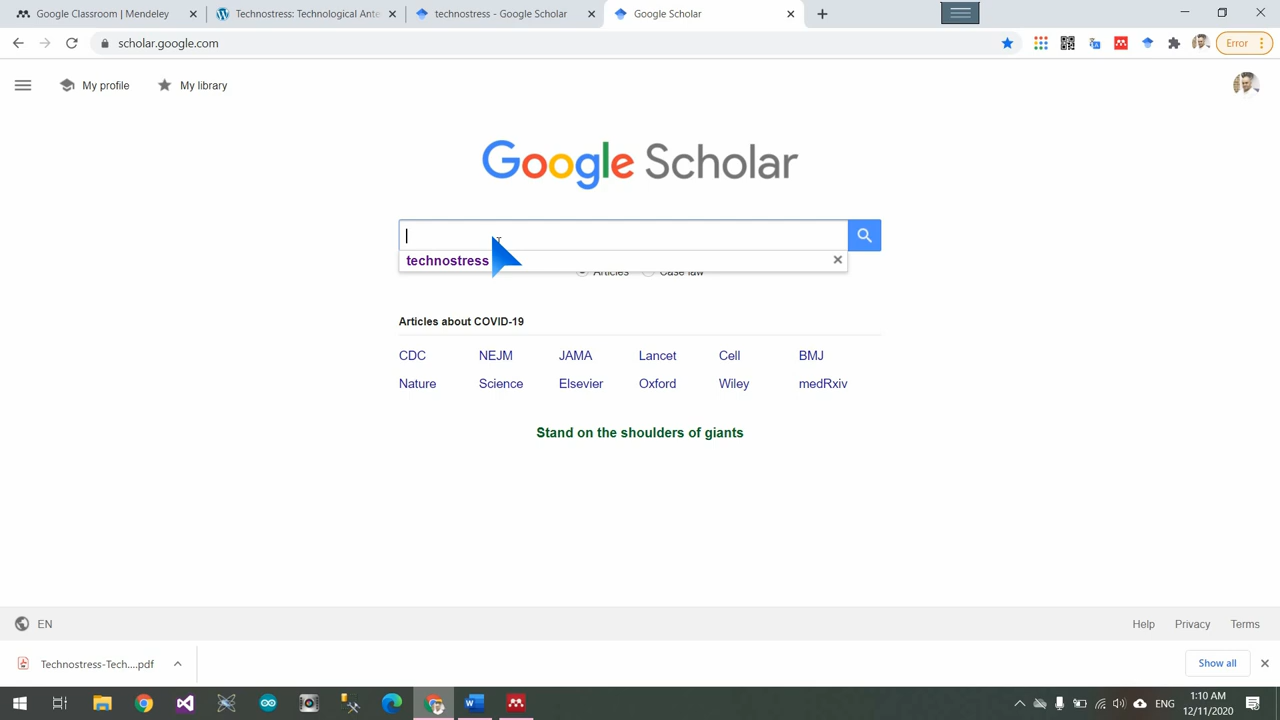 Google Classroom | Mendeley
Technostress: Technological Ante
technostress - Google Scholar
Google Scholar
scholar.google.com
Error
My profile
My library
Google Scholar
technostress
Articles
Case law
Articles about COVID-19
CDC NEJM JAMA Lancet Cell BMJ
Nature Science Elsevier Oxford Wiley medRxiv
Stand on the shoulders of giants
EN
Help Privacy Terms
Technostress-Tech....pdf
Show all
ENG
1:10 AM
12/11/2020